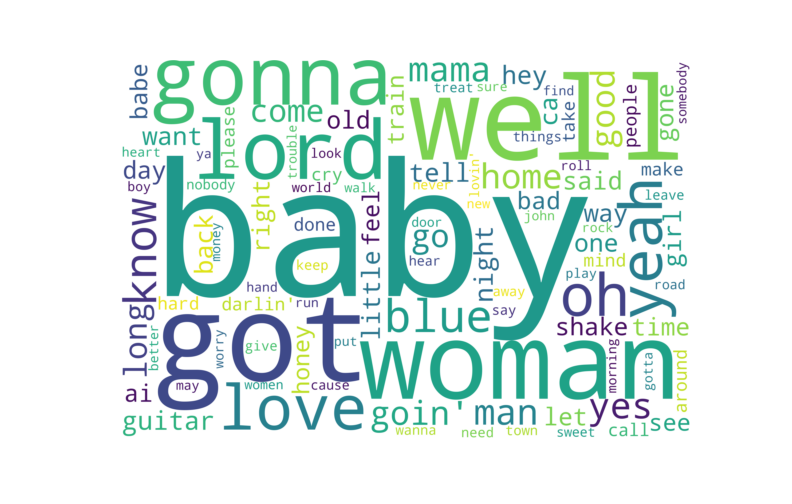 babe
gonna
mama
hey
well
treat
sure
find
somebody
want
please
come
lord
trouble
old
train
things
ca
take
good
people
gone
heart
day
ya
nobody
boy
look
cry
world
walk
tell
never
lovin'
new
home
roll
said
make
leave
know
back
money
right
baby
done
keep
feel
little
door
go
hear
night
bad
john
way
one
rock
mind
yeah
girl
long
hard
darlin'
hand
run
blue
away
say
play
oh
road
shake
time
better
got
worry
give
put
honey
woman
morning
gotta
around
ai
may
women
cause
guitar
love
goin'
man
let
yes
wanna
need
town
sweet
call
see